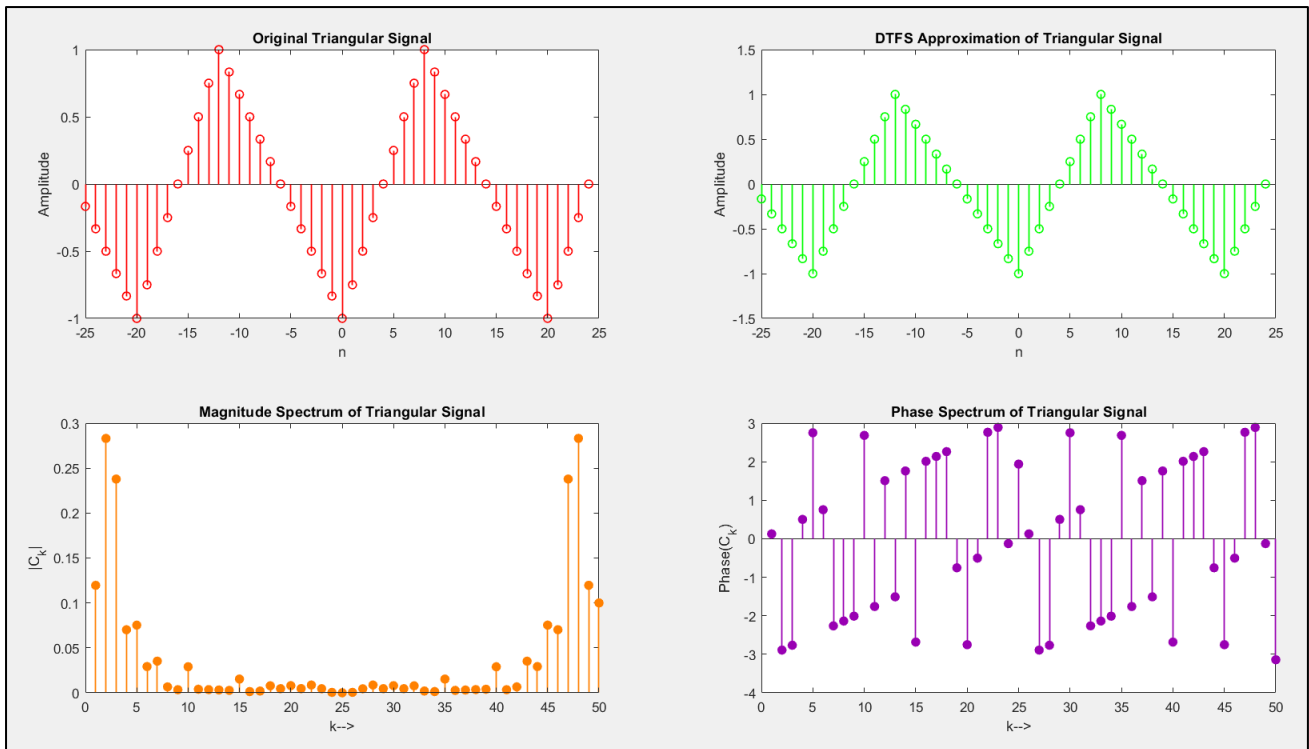 Original Triangular Signal
1
0.5
0
-0.5
-1
Amplitude
-25 -20 -15 -10 -5 0 5 10 15 20 25
n
DTFS Approximation of Triangular Signal
1.5
1
0.5
0
-0.5
-1
-1.5
Amplitude
-25 -20 -15 -10 -5 0 5 10 15 20 25
n
Magnitude Spectrum of Triangular Signal
0.3
0.25
0.2
0.15
0.1
0.05
0
|C_k|
0 5 10 15 20 25 30 35 40 45 50
k-->
Phase Spectrum of Triangular Signal
3
2
1
0
-1
-2
-3
-4
Phase(C_k)
0 5 10 15 20 25 30 35 40 45 50
k-->